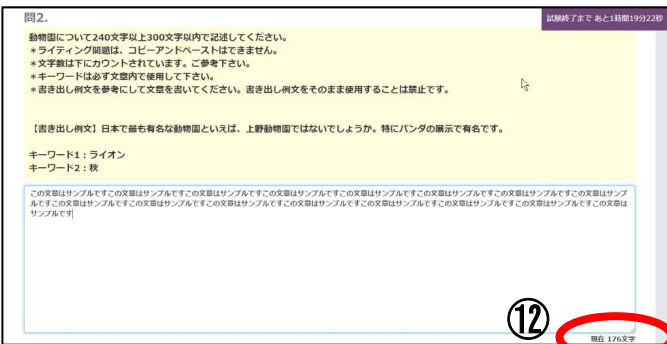 問2.
試験終了まで あと1時間19分22秒
動物園について240文字以上300文字以内で記述してください。
*ライティング問題は、コピーアンドペーストはできません。
*文字数は下にカウントされています。ご参考下さい。
*キーワードは必ず文章内で使用して下さい。
*書き出し例文を参考にして文章を書いてください。書き出し例文をそのまま使用することは禁止です。
【書き出し例文】日本で最も有名な動物園といえば、上野動物園ではないでしょうか。特にパンダの展示で有名です。
キーワード1：ライオン
キーワード2：秋
この文章はサンプルですこの文章はサンプルですこの文章はサンプルですこの文章はサンプルですこの文章はサンプルですこの文章はサンプルですこの文章はサンプルですこの文章はサンプ
ルですこの文章はサンプルですこの文章はサンプルですこの文章はサンプルですこの文章はサンプルですこの文章はサンプルですこの文章はサンプルですこの文章はサンプルですこの文章は
サンプルです
⑫
現在 176文字